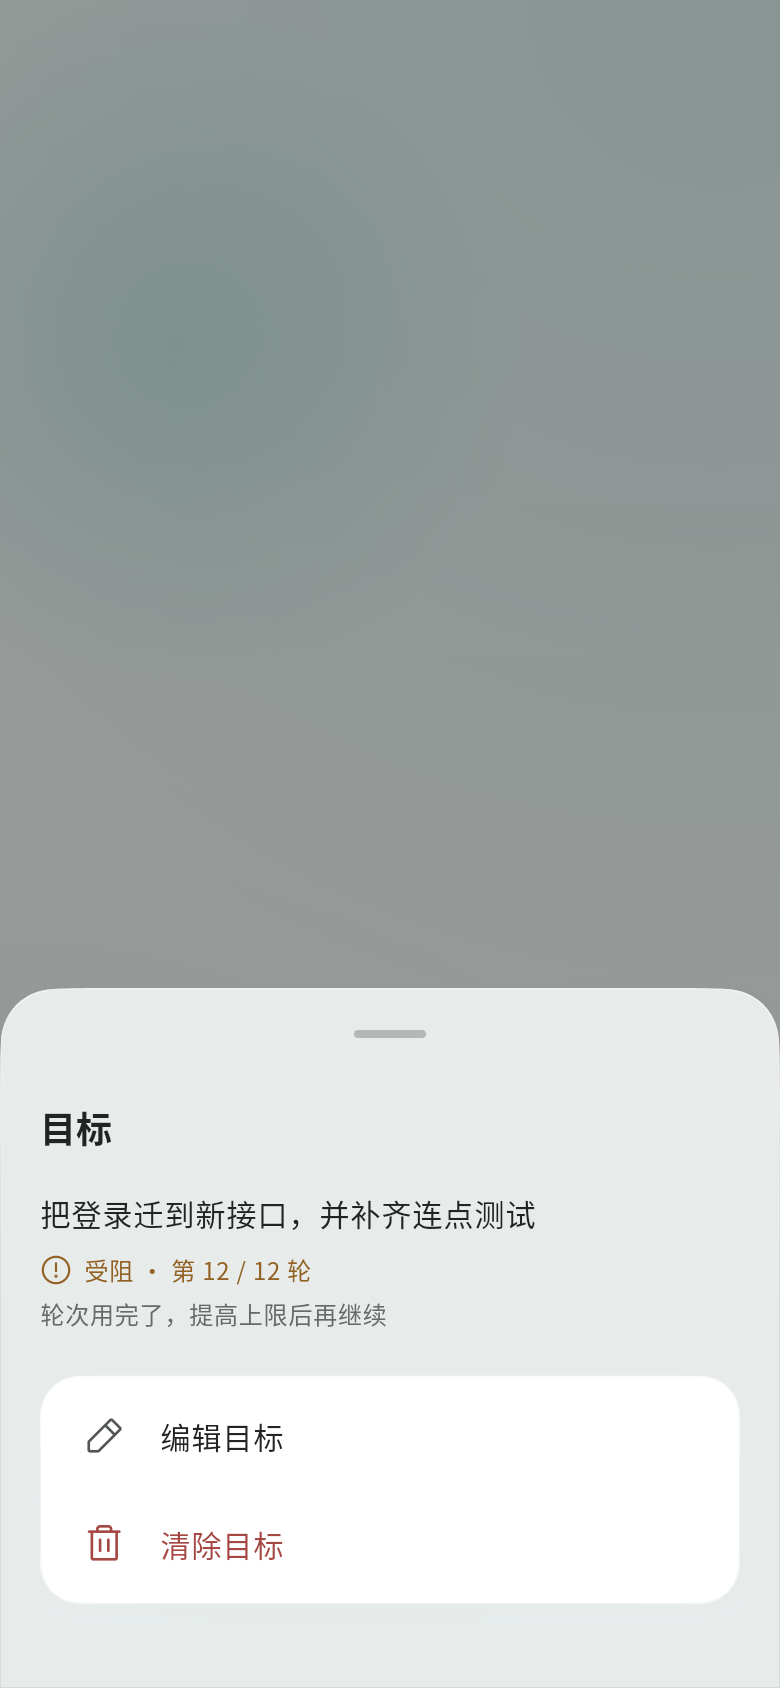 目标
把登录迁到新接口，并补齐连点测试
受阻 · 第 12 / 12 轮
轮次用完了，提高上限后再继续
编辑目标
清除目标